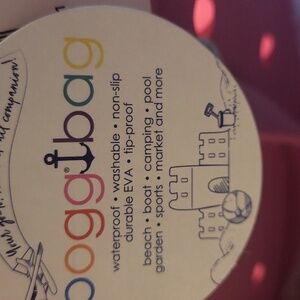 companion!
bogg bag®
waterproof • washable • non-slip
durable EVA • tip-proof
beach • boat • camping • pool
garden • sports • market and more